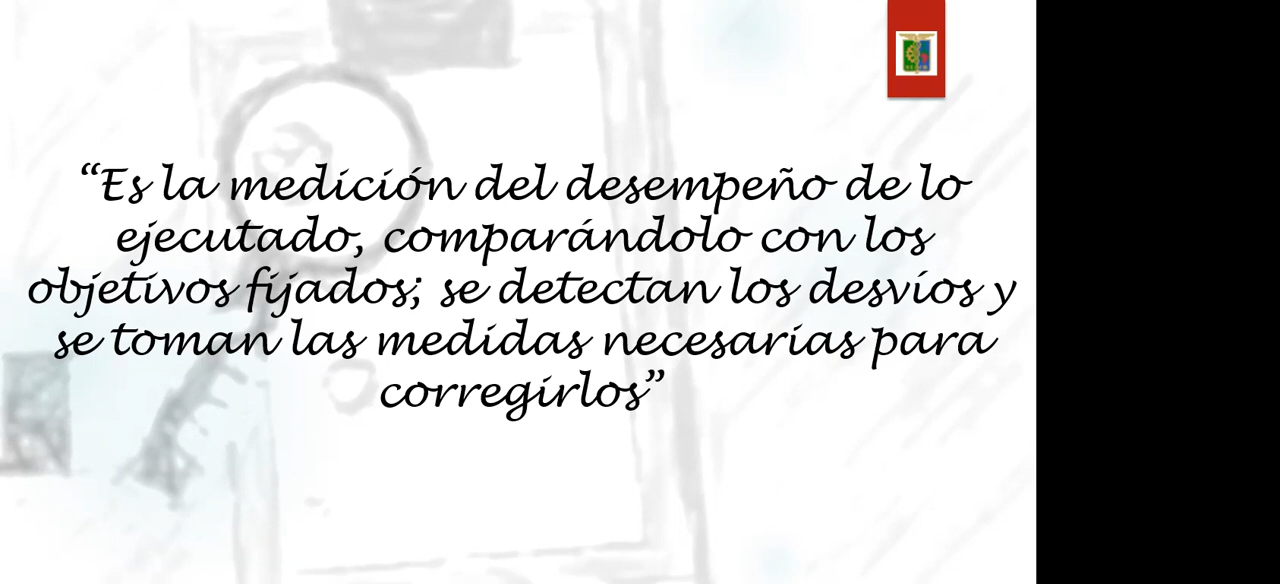 “Es la medición del desempeño de lo
ejecutado, comparándolo con los
objetivos fijados; se detectan los desvíos y
se toman las medidas necesarias para
corregirlos”